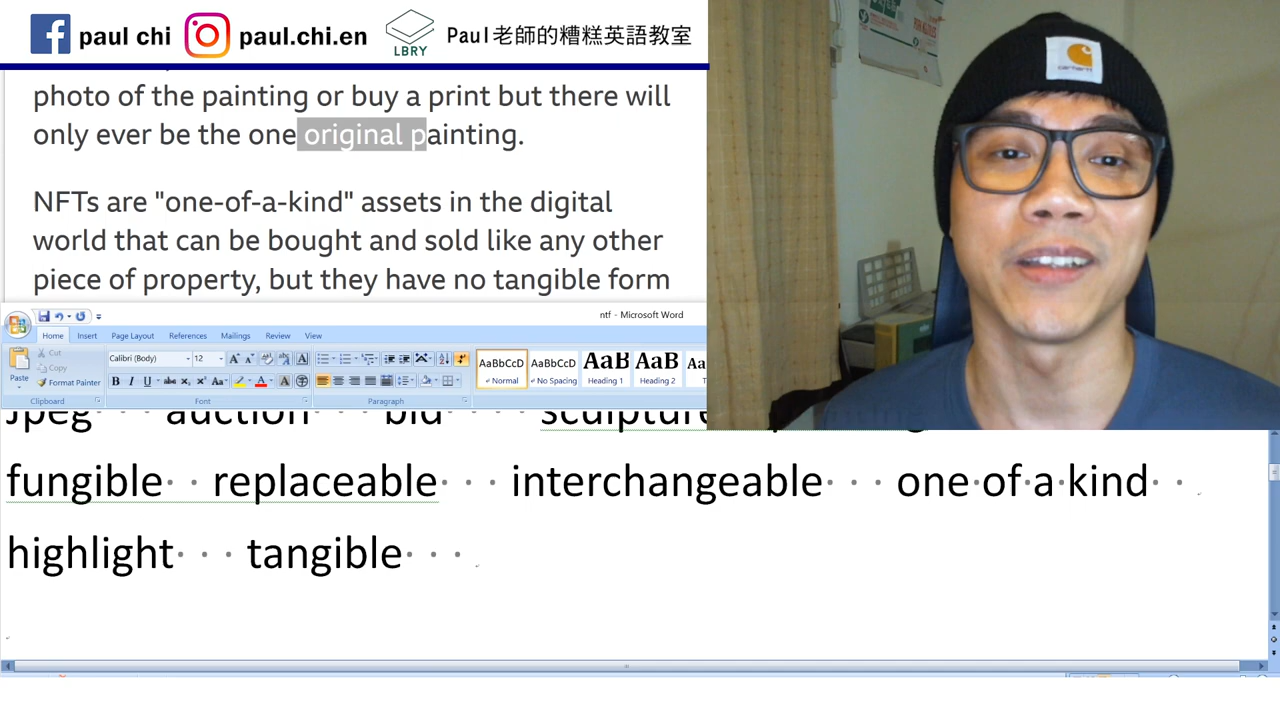 paul chi paul.chi.en LBRY Paul老師的糟糕英語教室
photo of the painting or buy a print but there will
only ever be the one original painting.
NFTs are "one-of-a-kind" assets in the digital
world that can be bought and sold like any other
piece of property, but they have no tangible form
ntf - Microsoft Word
Home Insert Page Layout References Mailings Review View
Paste
Cut
Copy
Format Painter
Calibri (Body) 12
AaBbCcD AaBbCcD AaB AaB Aa
Normal No Spacing Heading 1 Heading 2 T
Clipboard Font Paragraph
Jpeg auction bid sculpture
fungible replaceable interchangeable one of a kind
highlight tangible
carhartt